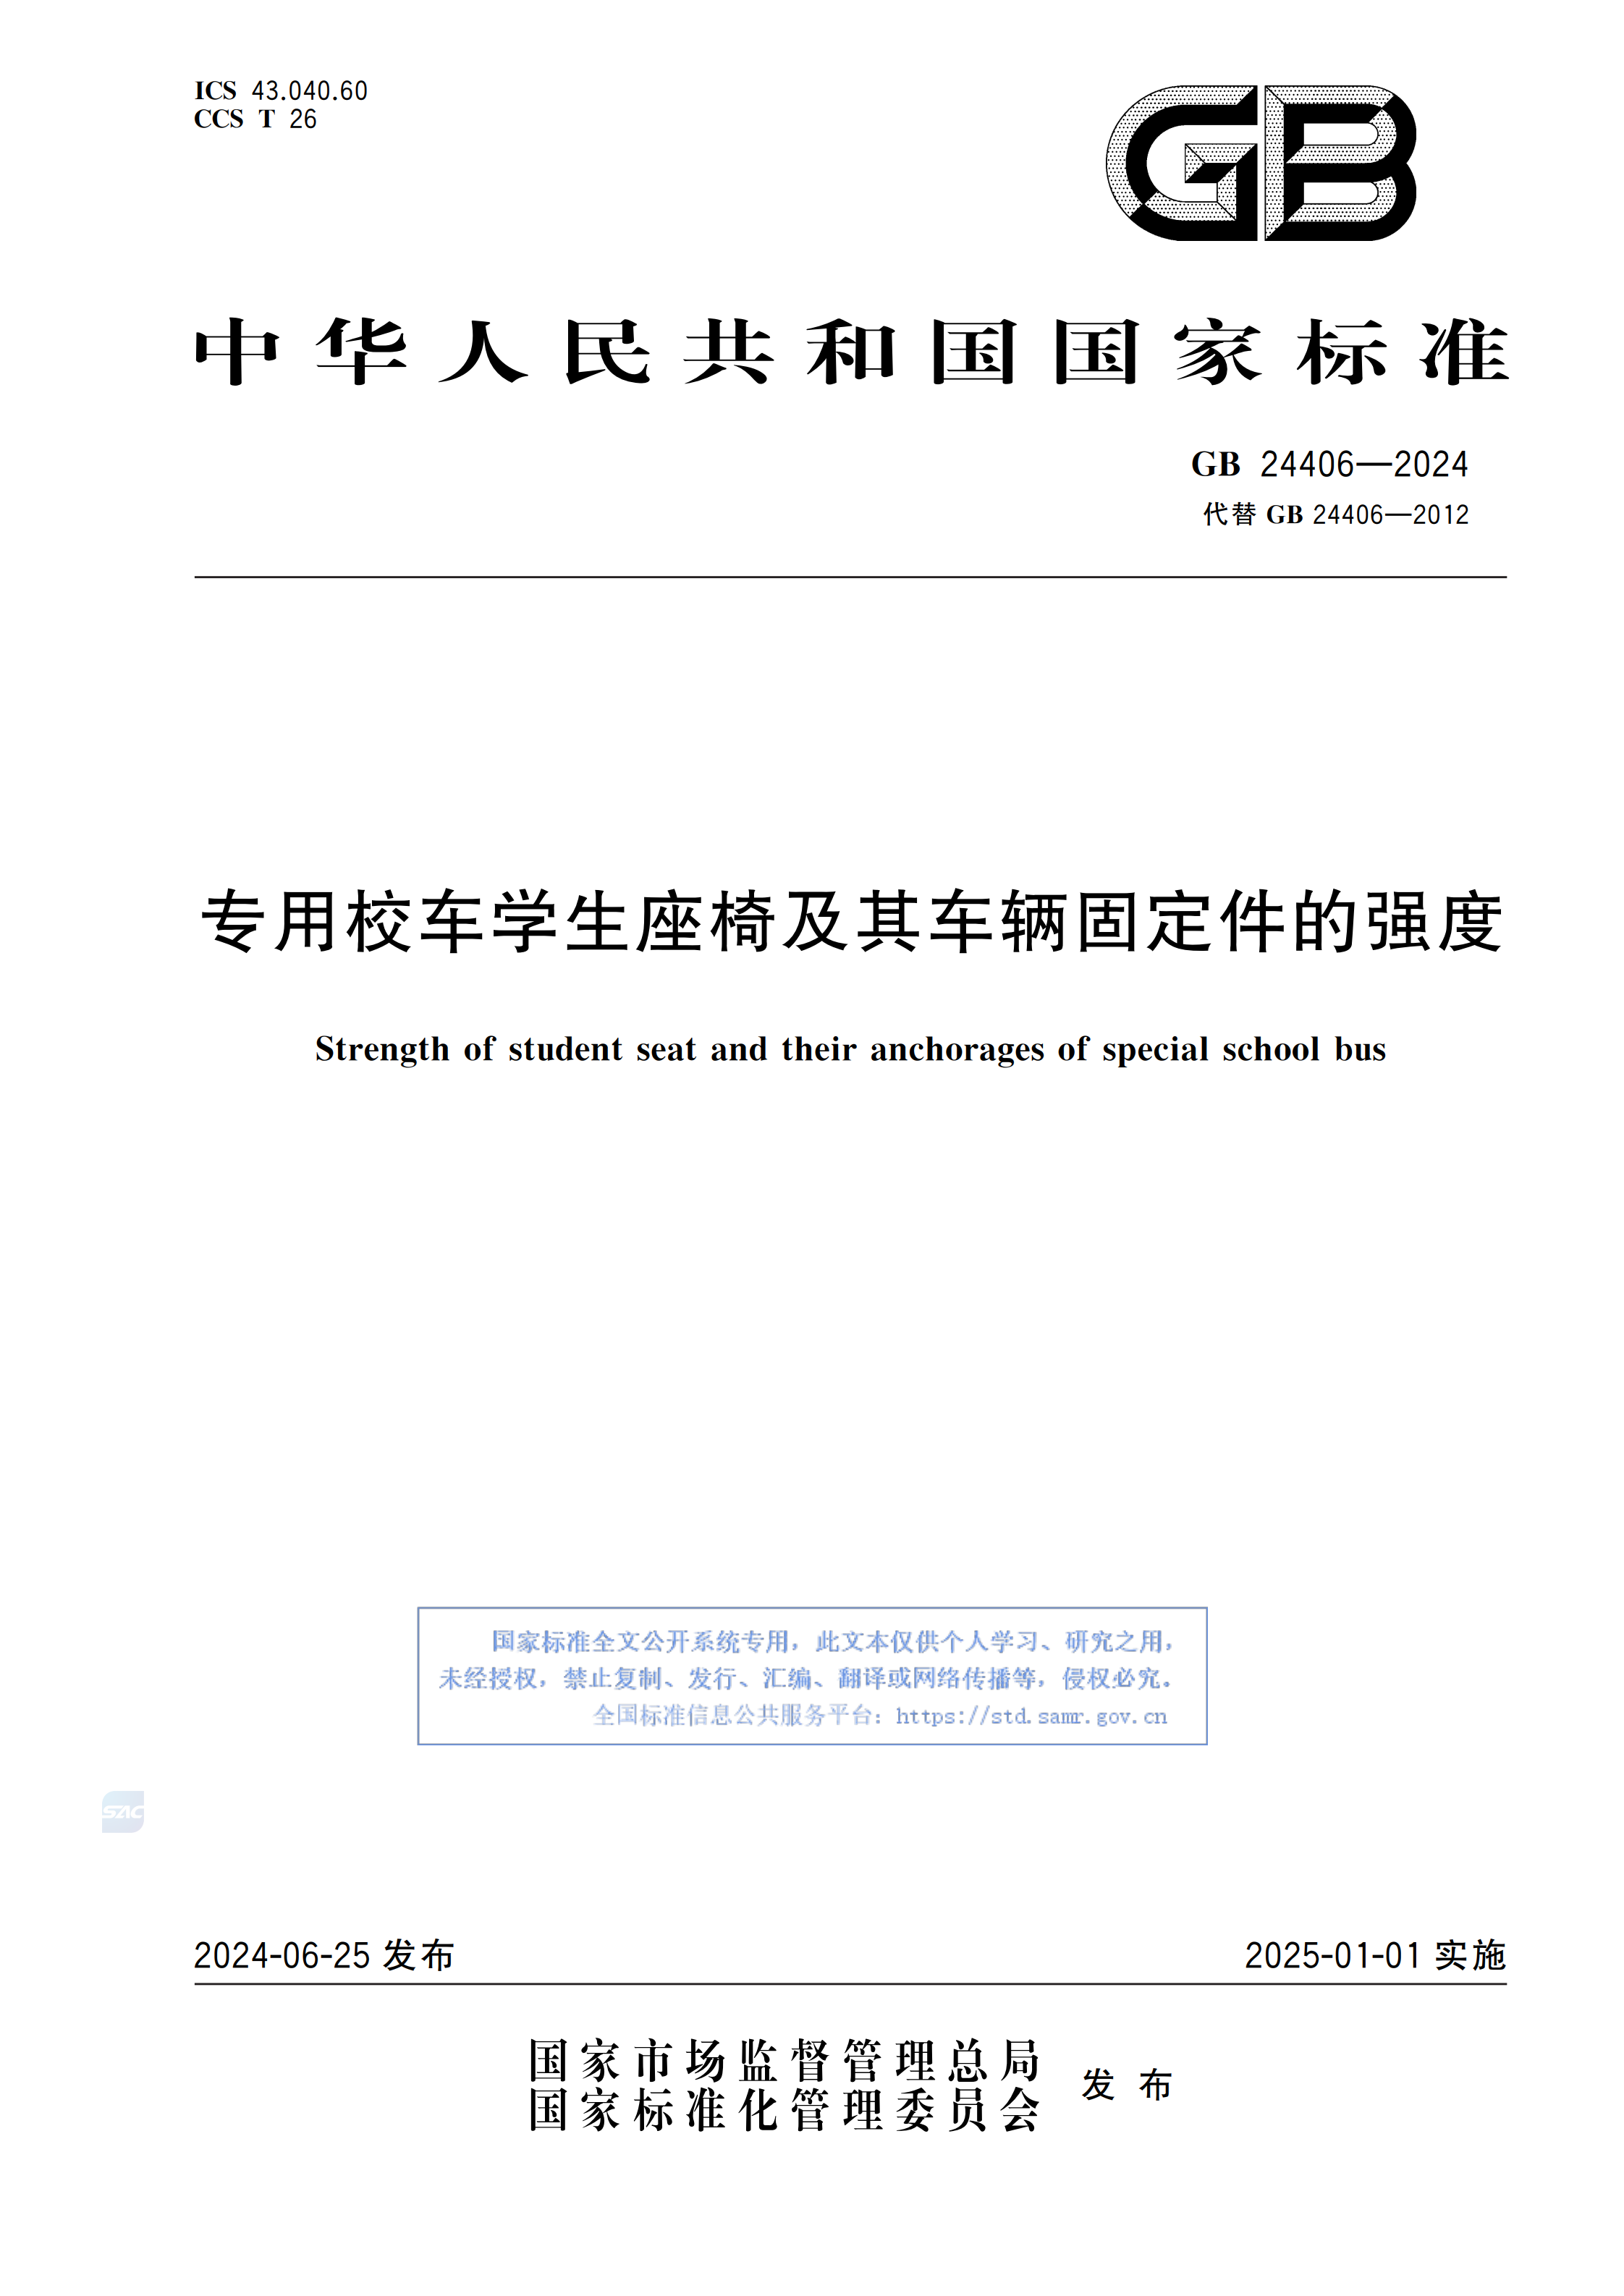 ICS 43.040.60
CCS T 26
GB
中华人民共和国国家标准
GB 24406—2024
代替 GB 24406—2012
专用校车学生座椅及其车辆固定件的强度
Strength of student seat and their anchorages of special school bus
国家标准全文公开系统专用，此文本仅供个人学习、研究之用，
未经授权，禁止复制、发行、汇编、翻译或网络传播等，侵权必究。
全国标准信息公共服务平台：https://std.samr.gov.cn
SAC
2024-06-25 发布
2025-01-01 实施
国家市场监督管理总局
国家标准化管理委员会
发布